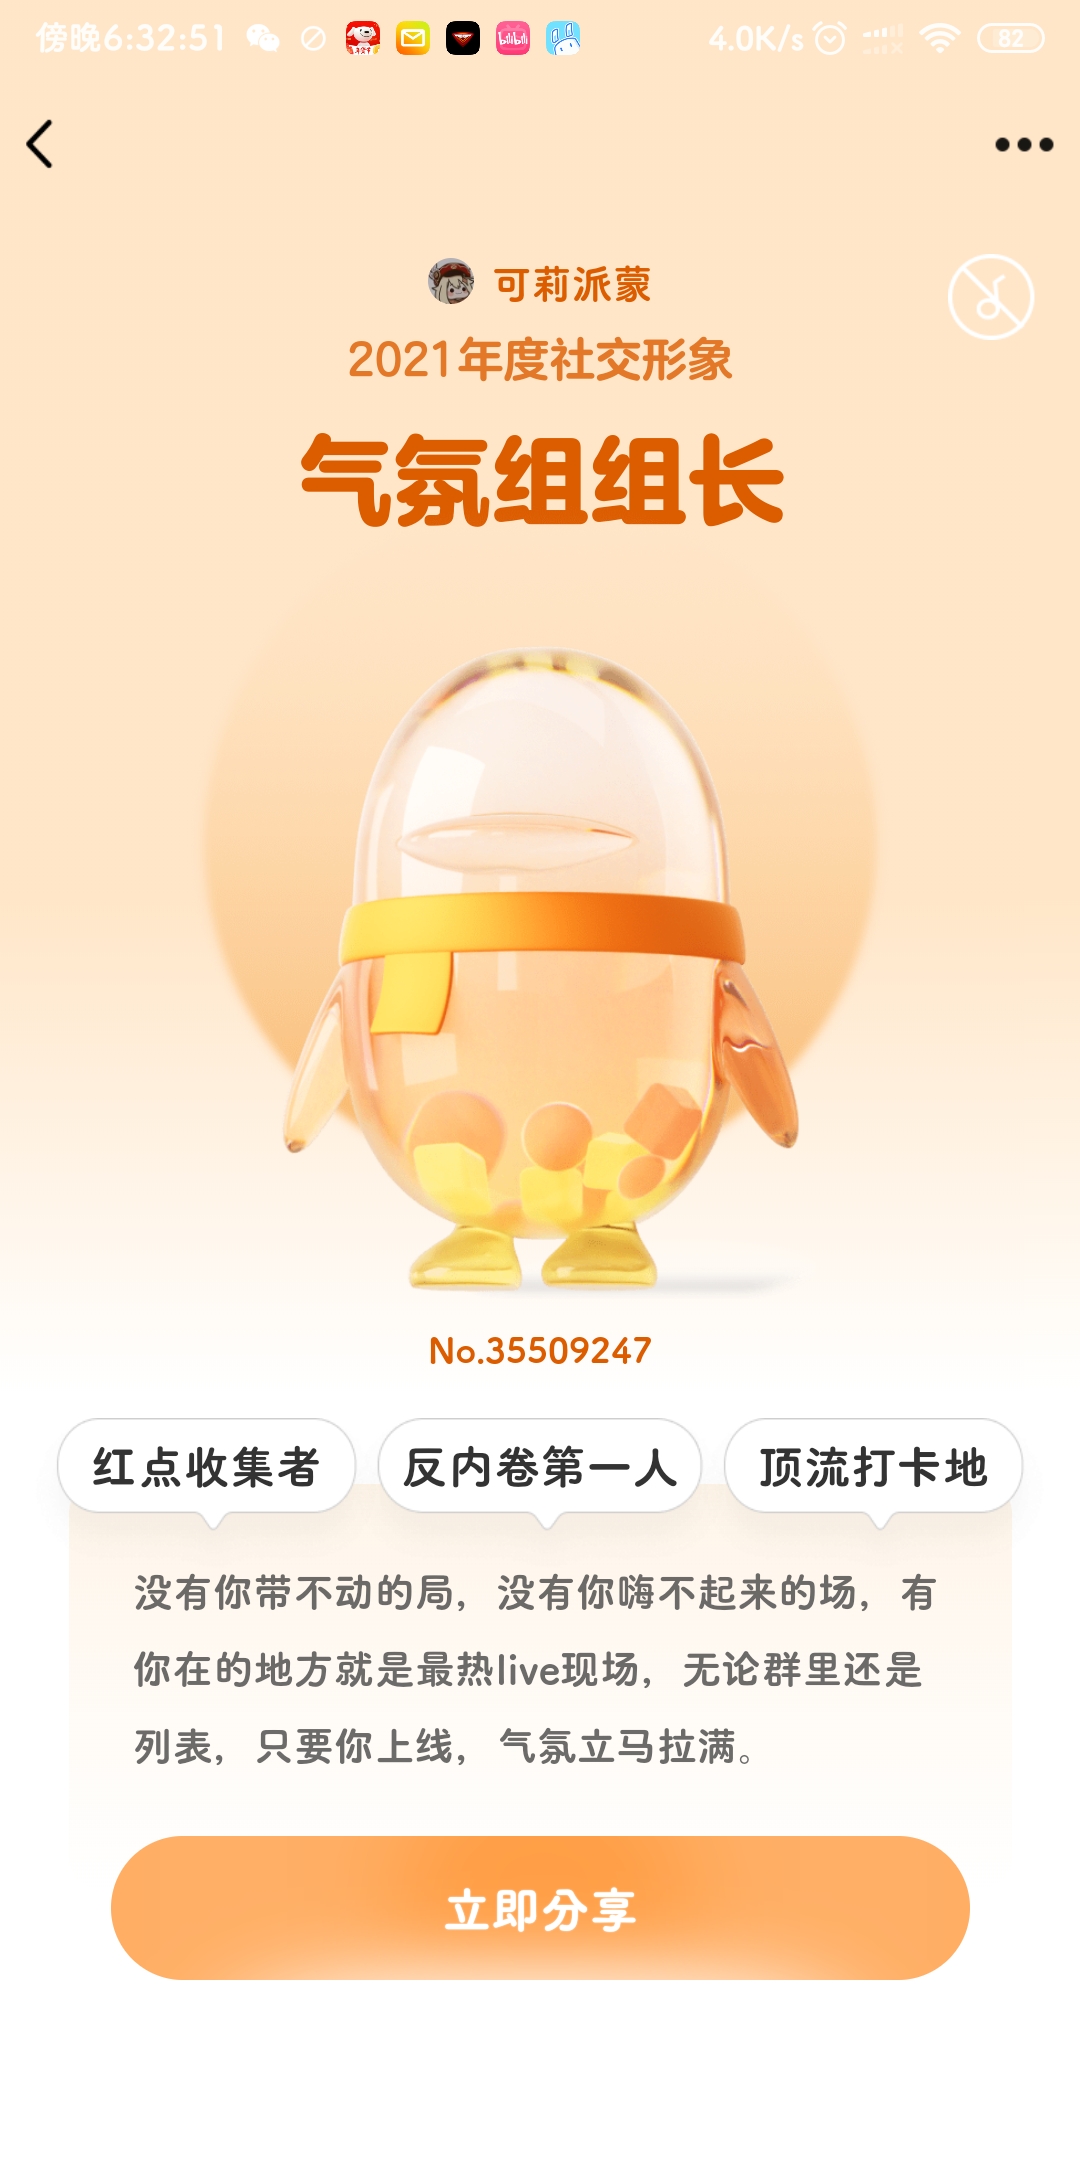 傍晚6:32:51
bilibili
4.0K/s
82
可莉派蒙
2021年度社交形象
气氛组组长
No.35509247
红点收集者
反内卷第一人
顶流打卡地
没有你带不动的局，没有你嗨不起来的场，有
你在的地方就是最热live现场，无论群里还是
列表，只要你上线，气氛立马拉满。
立即分享